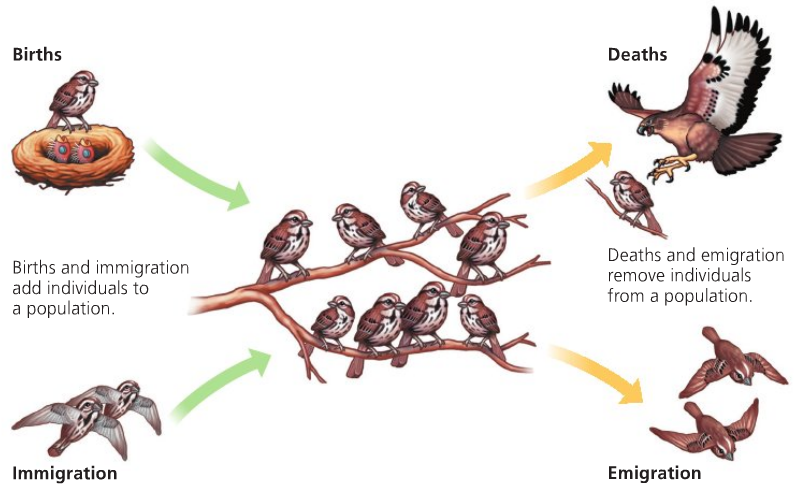 Births
Births and immigration
add individuals to
a population.
Immigration
Deaths
Deaths and emigration
remove individuals
from a population.
Emigration